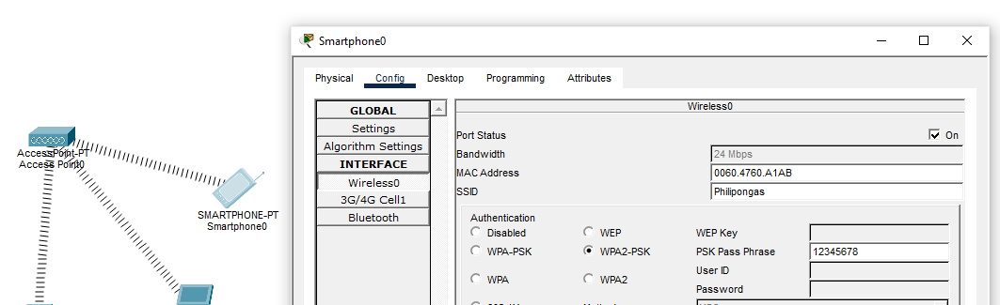 Smartphone0
Physical Config Desktop Programming Attributes
GLOBAL
Settings
Algorithm Settings
INTERFACE
Wireless0
3G/4G Cell1
Bluetooth
Wireless0
Port Status On
Bandwidth 24 Mbps
MAC Address 0060.4760.A1AB
SSID Philipongas
Authentication
Disabled WEP WEP Key
WPA-PSK WPA2-PSK PSK Pass Phrase 12345678
User ID
WPA WPA2
Password
AccessPoint-PT
Access Point0
SMARTPHONE-PT
Smartphone0